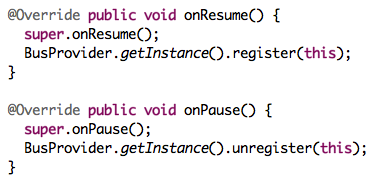 @Override public void onResume() {
  super.onResume();
  BusProvider.getInstance().register(this);
}

@Override public void onPause() {
  super.onPause();
  BusProvider.getInstance().unregister(this);
}